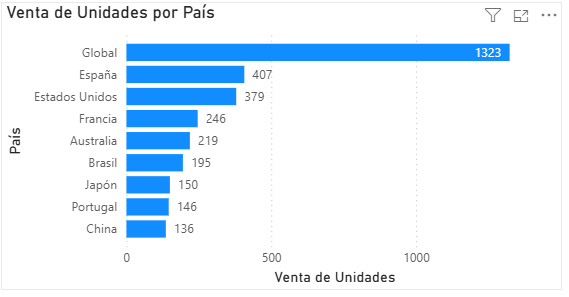 Venta de Unidades por País
Global 1323
España 407
Estados Unidos 379
Francia 246
Australia 219
Brasil 195
Japón 150
Portugal 146
China 136
País
0 500 1000
Venta de Unidades